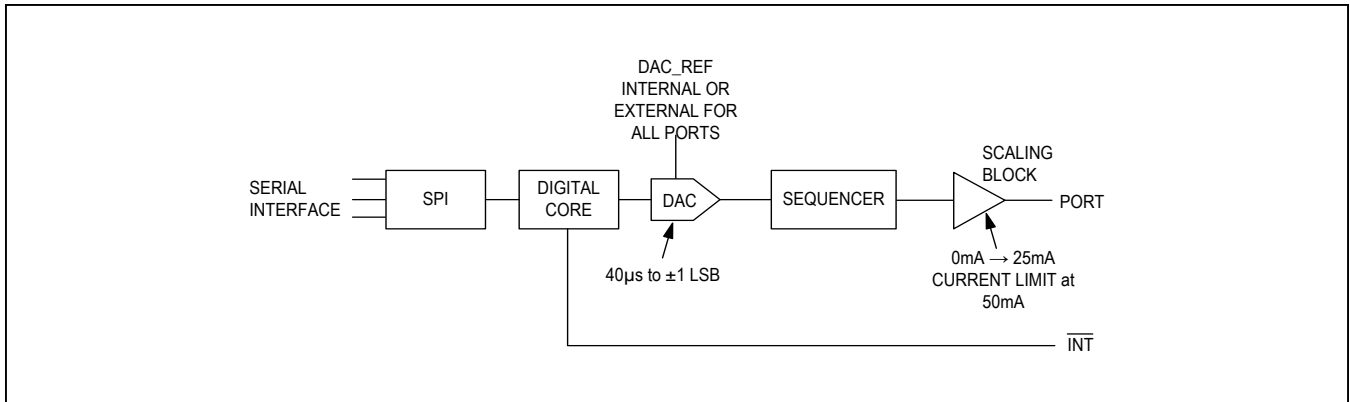 DAC_REF
INTERNAL OR
EXTERNAL FOR
ALL PORTS
SCALING
BLOCK
SERIAL
INTERFACE
SPI
DIGITAL
CORE
DAC
SEQUENCER
PORT
40µs to ±1 LSB
0mA → 25mA
CURRENT LIMIT at
50mA
INT